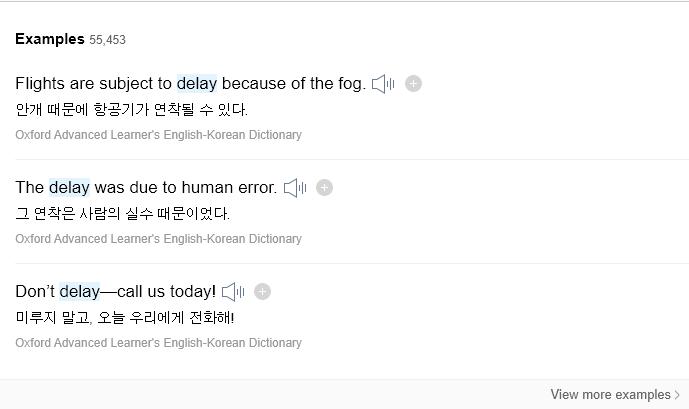 Examples 55,453
Flights are subject to delay because of the fog.
안개 때문에 항공기가 연착될 수 있다.
Oxford Advanced Learner's English-Korean Dictionary
The delay was due to human error.
그 연착은 사람의 실수 때문이었다.
Oxford Advanced Learner's English-Korean Dictionary
Don’t delay—call us today!
미루지 말고, 오늘 우리에게 전화해!
Oxford Advanced Learner's English-Korean Dictionary
View more examples